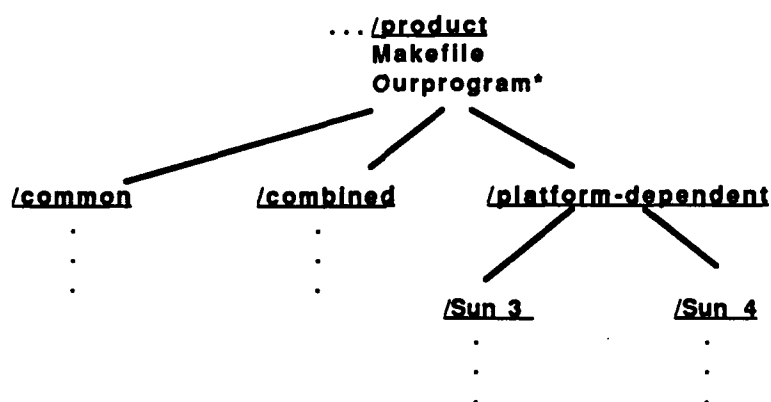 ... /product
Makefile
Ourprogram*
/common /combined /platform-dependent
/Sun 3 /Sun 4